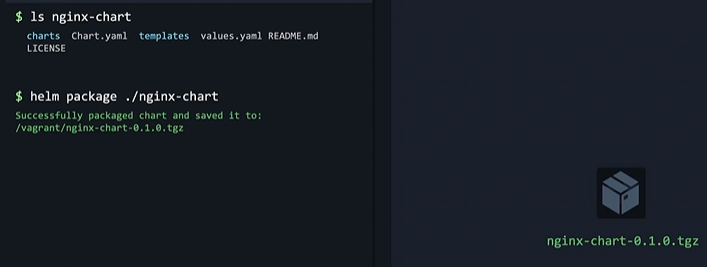 $ ls nginx-chart
charts Chart.yaml templates values.yaml README.md
LICENSE
$ helm package ./nginx-chart
Successfully packaged chart and saved it to:
/vagrant/nginx-chart-0.1.0.tgz
nginx-chart-0.1.0.tgz